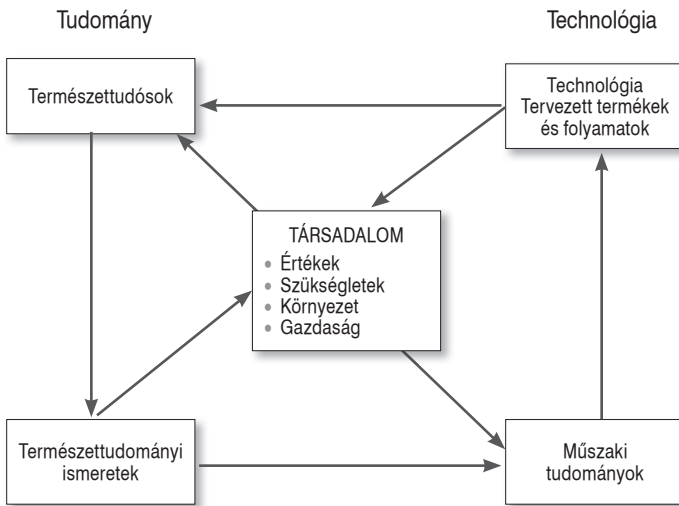 Tudomány
Technológia
Természettudósok
Technológia
Tervezett termékek
és folyamatok
TÁRSADALOM
• Értékek
• Szükségletek
• Környezet
• Gazdaság
Természettudományi
ismeretek
Műszaki
tudományok